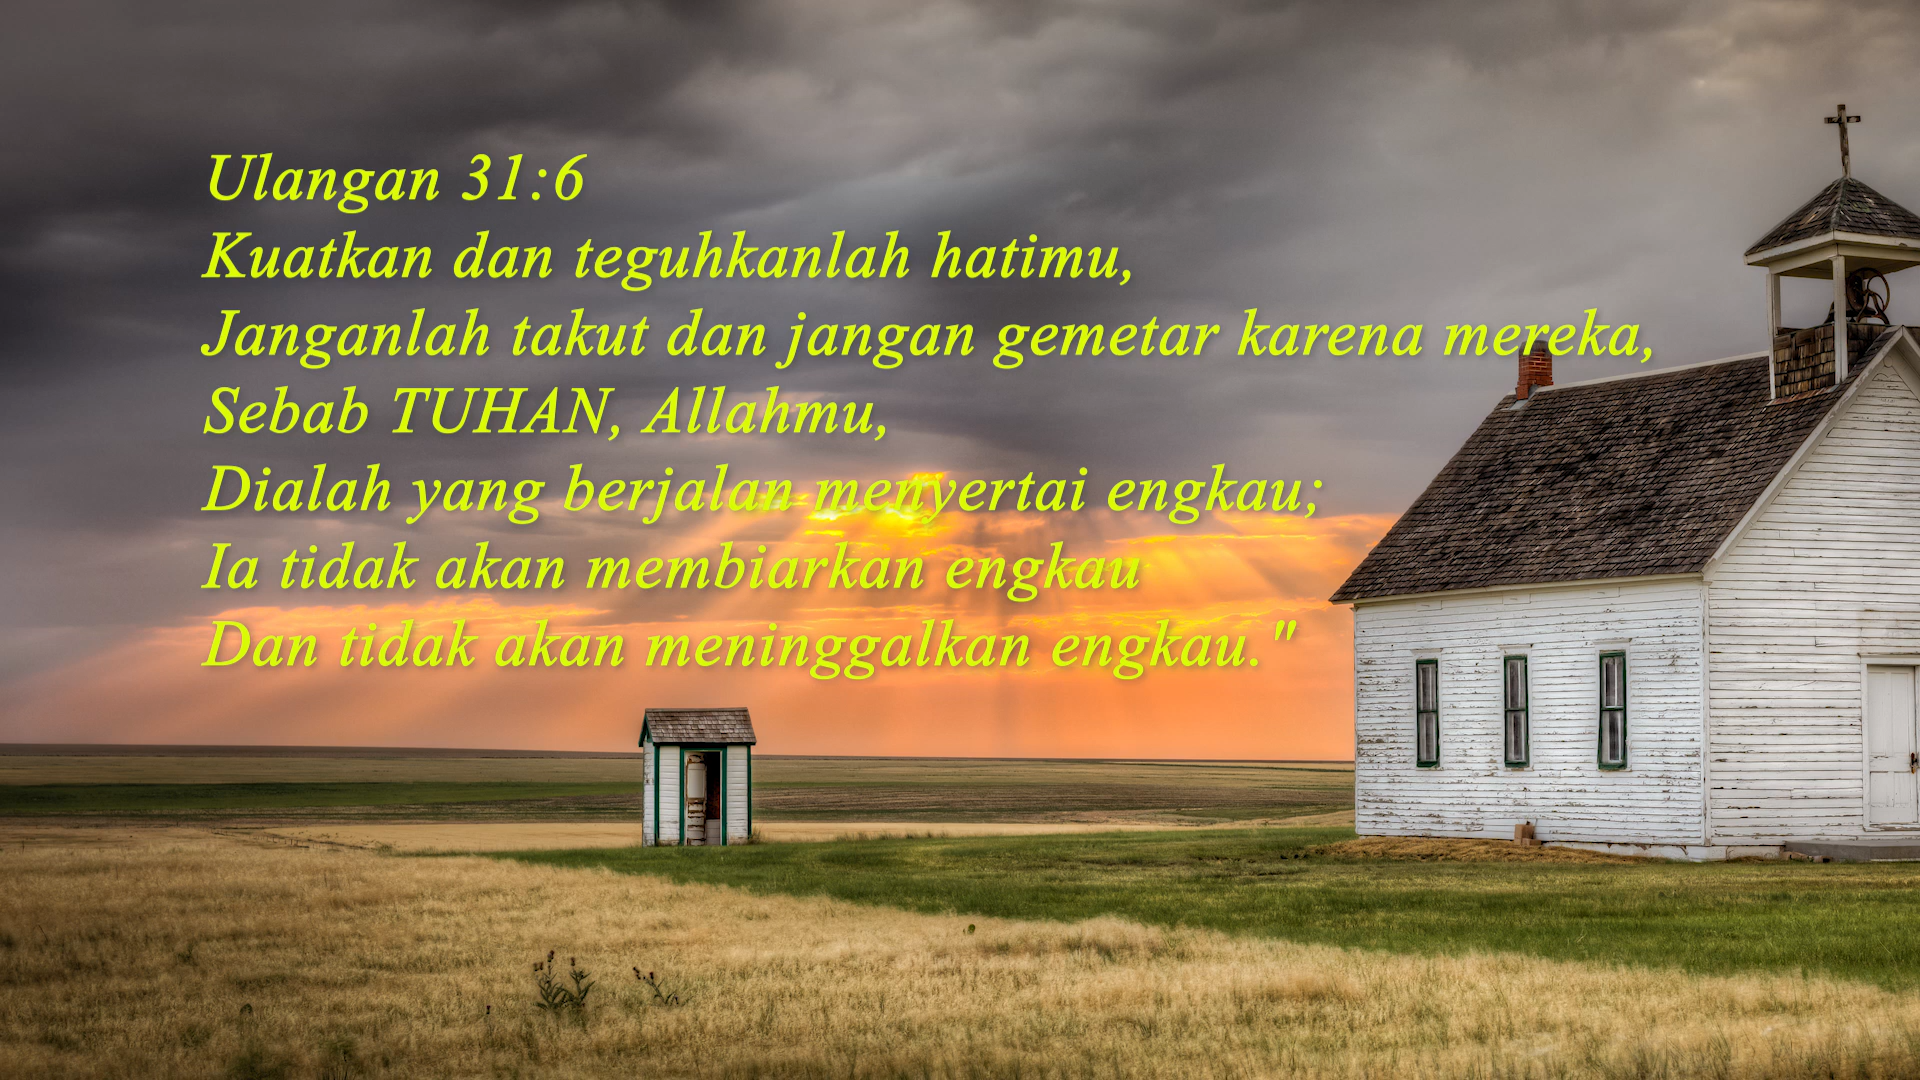 Ulangan 31:6
Kuatkan dan teguhkanlah hatimu,
Janganlah takut dan jangan gemetar karena mereka,
Sebab TUHAN, Allahmu,
Dialah yang berjalan menyertai engkau;
Ia tidak akan membiarkan engkau
Dan tidak akan meninggalkan engkau."